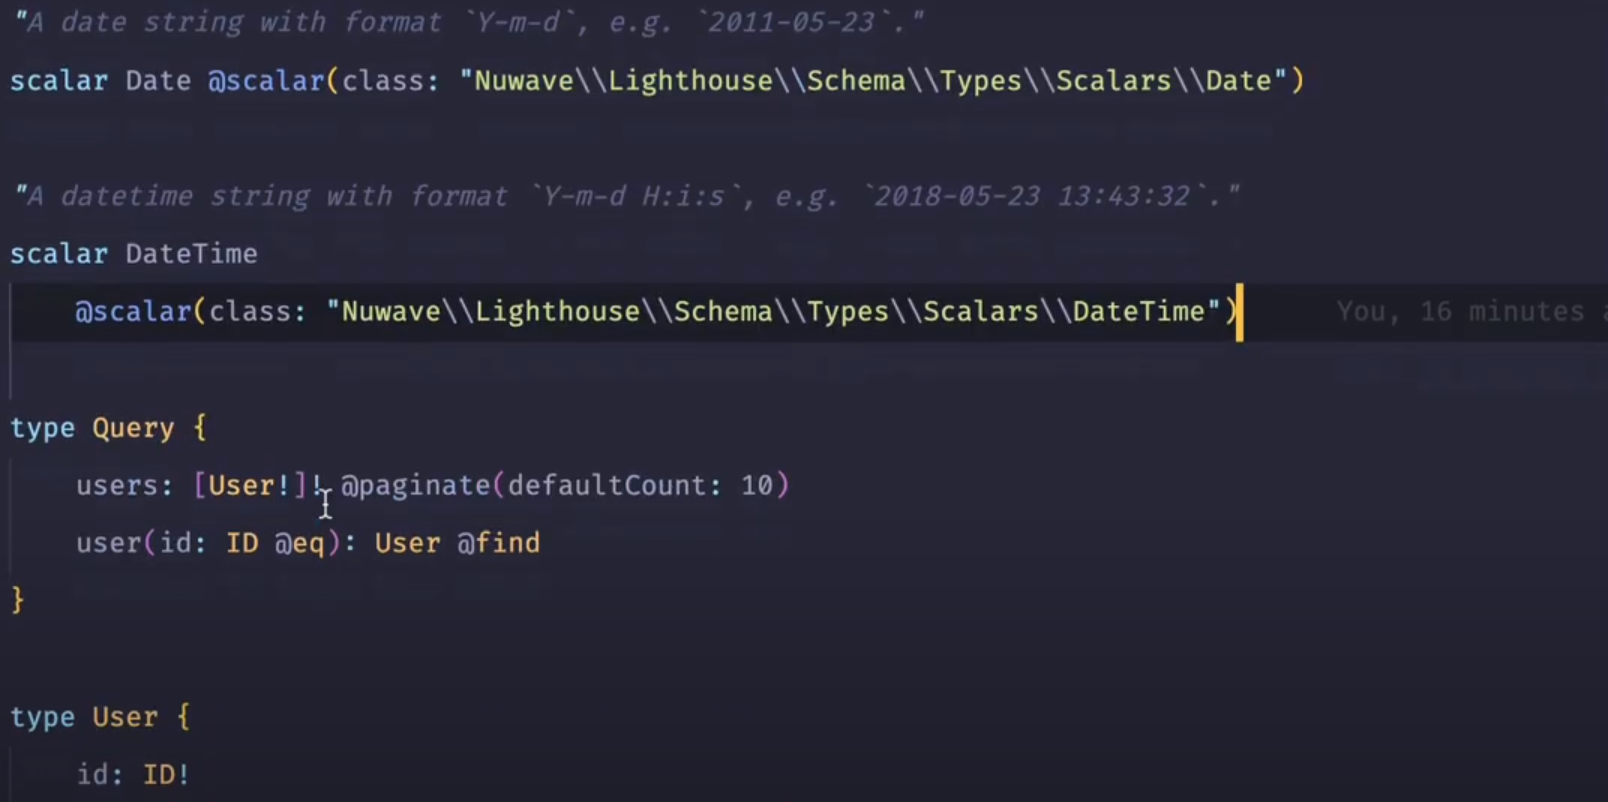 "A date string with format `Y-m-d`, e.g. `2011-05-23`."
scalar Date @scalar(class: "Nuwave\\Lighthouse\\Schema\\Types\\Scalars\\Date")
"A datetime string with format `Y-m-d H:i:s`, e.g. `2018-05-23 13:43:32`."
scalar DateTime
@scalar(class: "Nuwave\\Lighthouse\\Schema\\Types\\Scalars\\DateTime") You, 16 minutes
type Query {
users: [User!]! @paginate(defaultCount: 10)
user(id: ID @eq): User @find
}
type User {
id: ID!